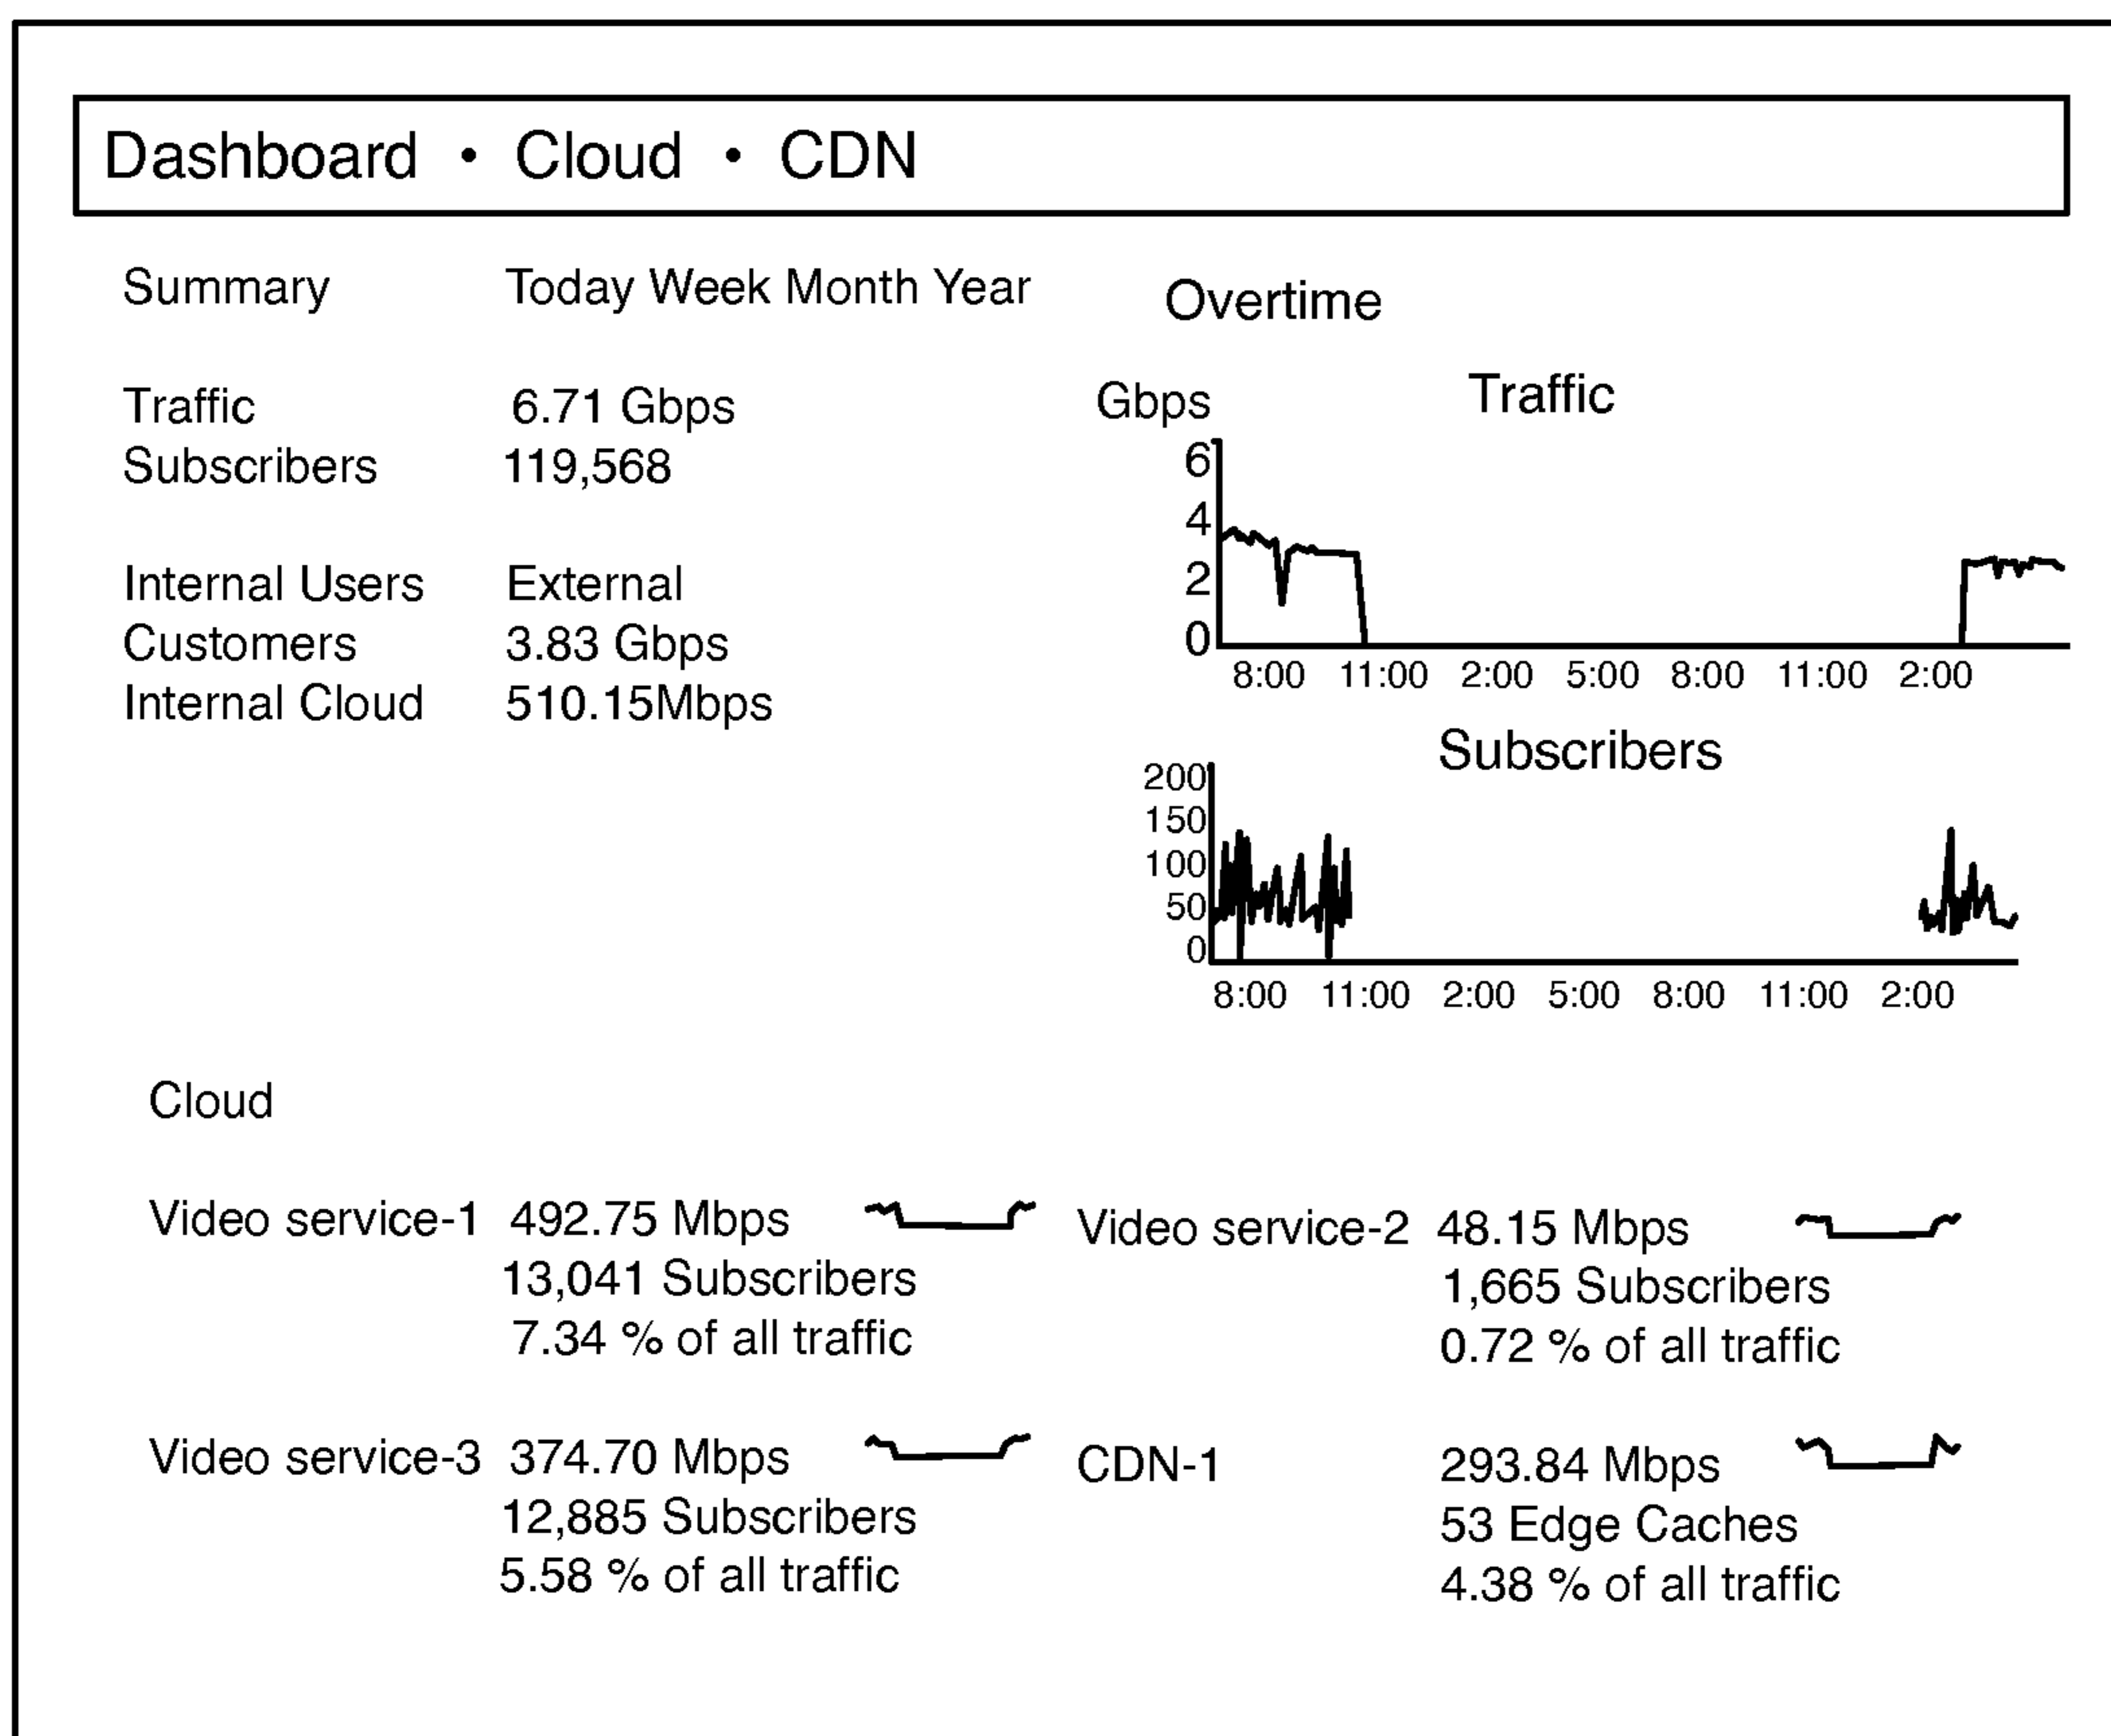 Dashboard • Cloud • CDN
Summary Today Week Month Year
Traffic 6.71 Gbps
Subscribers 119,568
Internal Users External
Customers 3.83 Gbps
Internal Cloud 510.15Mbps
Overtime
Gbps Traffic
6
4
2
0
8:00 11:00 2:00 5:00 8:00 11:00 2:00
Subscribers
200
150
100
50
0
8:00 11:00 2:00 5:00 8:00 11:00 2:00
Cloud
Video service-1 492.75 Mbps
13,041 Subscribers
7.34 % of all traffic
Video service-2 48.15 Mbps
1,665 Subscribers
0.72 % of all traffic
Video service-3 374.70 Mbps
12,885 Subscribers
5.58 % of all traffic
CDN-1 293.84 Mbps
53 Edge Caches
4.38 % of all traffic